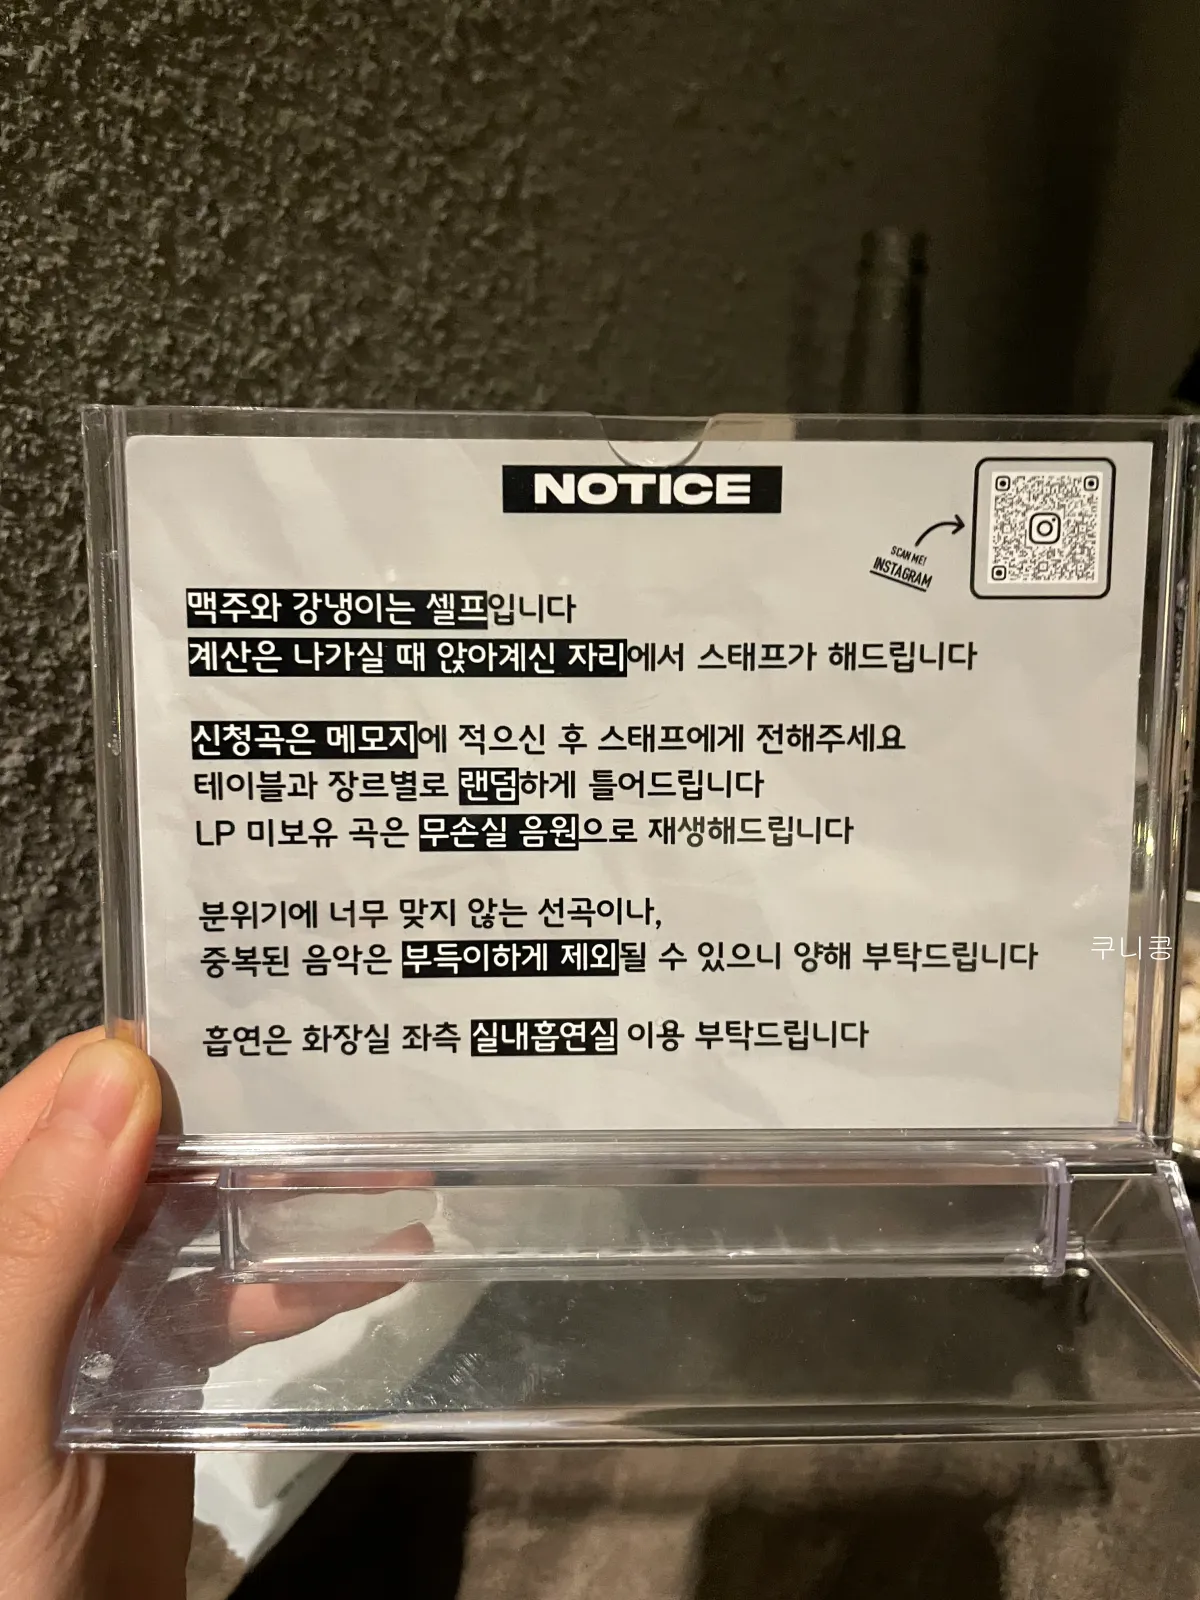 NOTICE
SCAN ME!
INSTAGRAM
맥주와 강냉이는 셀프입니다
계산은 나가실 때 앉아계신 자리에서 스태프가 해드립니다
신청곡은 메모지에 적으신 후 스태프에게 전해주세요
테이블과 장르별로 랜덤하게 틀어드립니다
LP 미보유 곡은 무손실 음원으로 재생해드립니다
분위기에 너무 맞지 않는 선곡이나,
중복된 음악은 부득이하게 제외될 수 있으니 양해 부탁드립니다
흡연은 화장실 좌측 실내흡연실 이용 부탁드립니다
쿠니콩